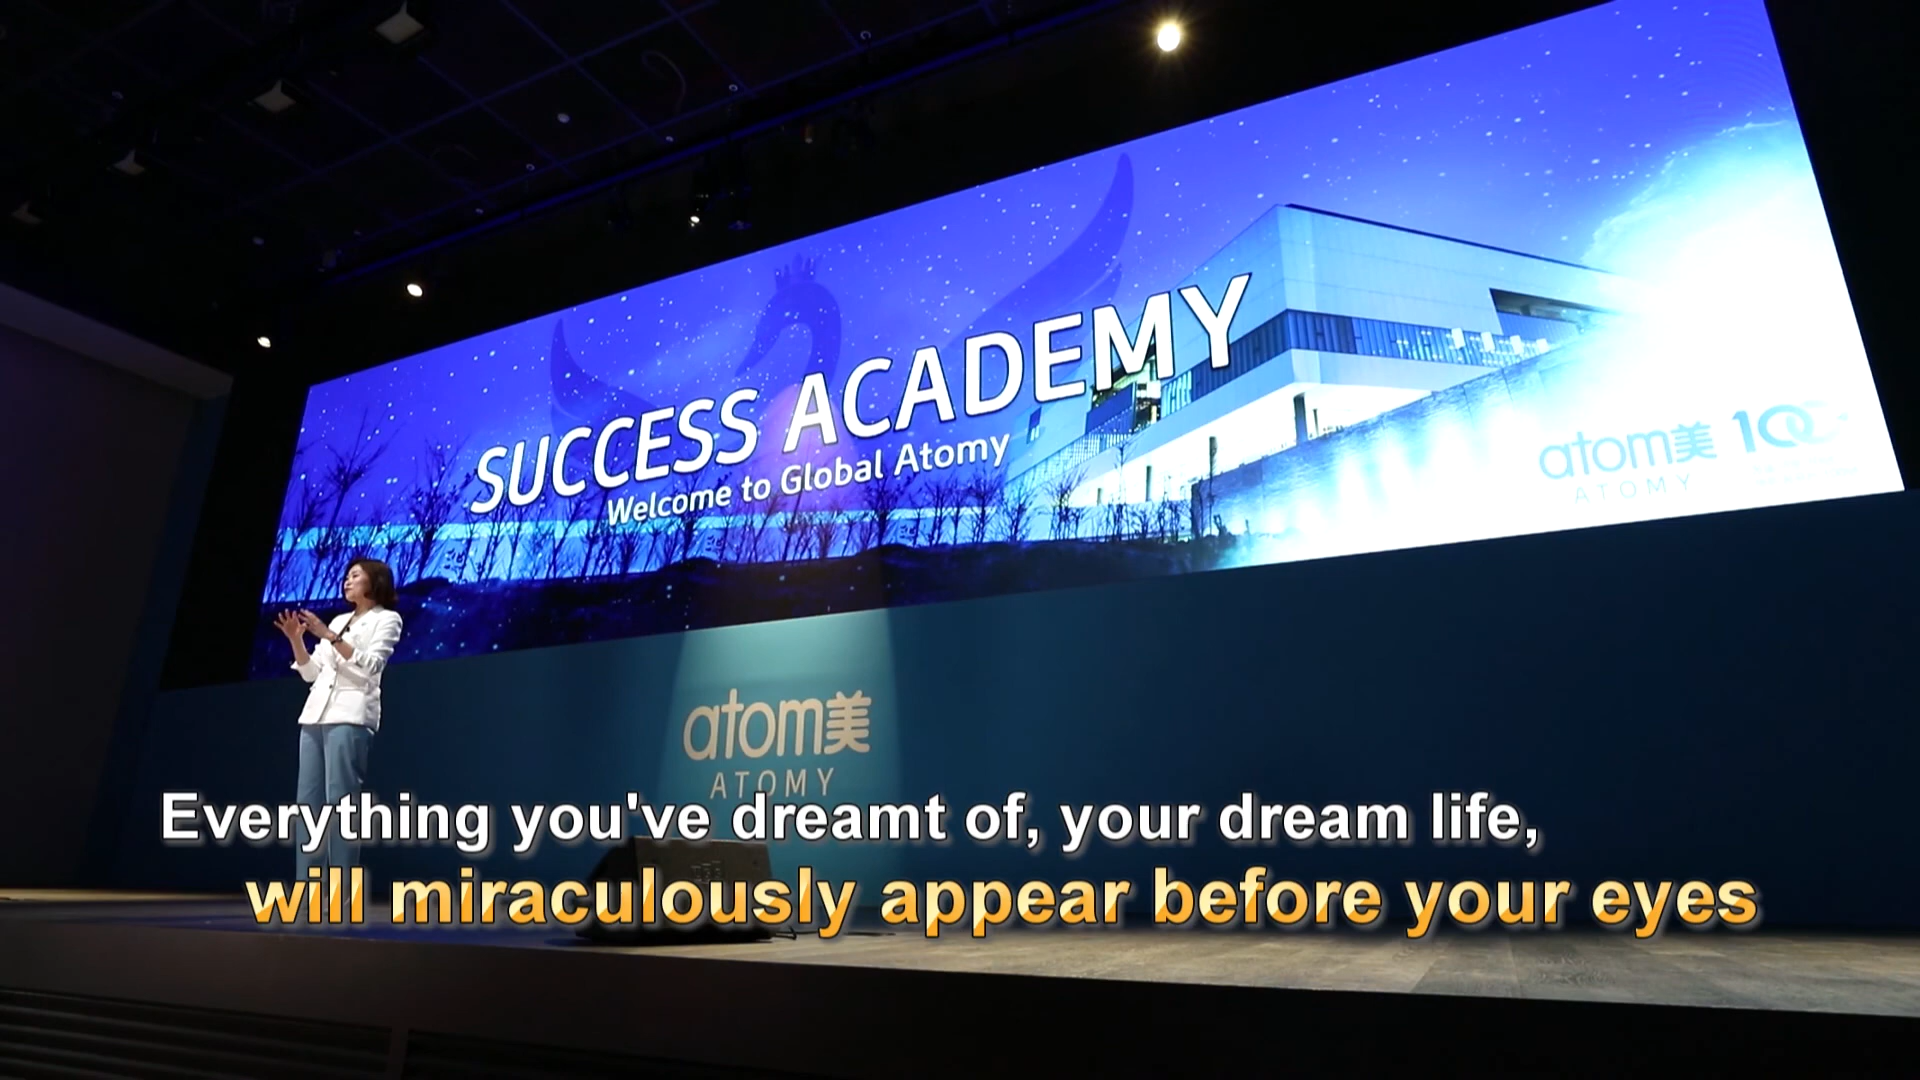 SUCCESS ACADEMY
Welcome to Global Atomy
atom美 100
ATOMY
atom美
ATOMY
Everything you've dreamt of, your dream life,
will miraculously appear before your eyes